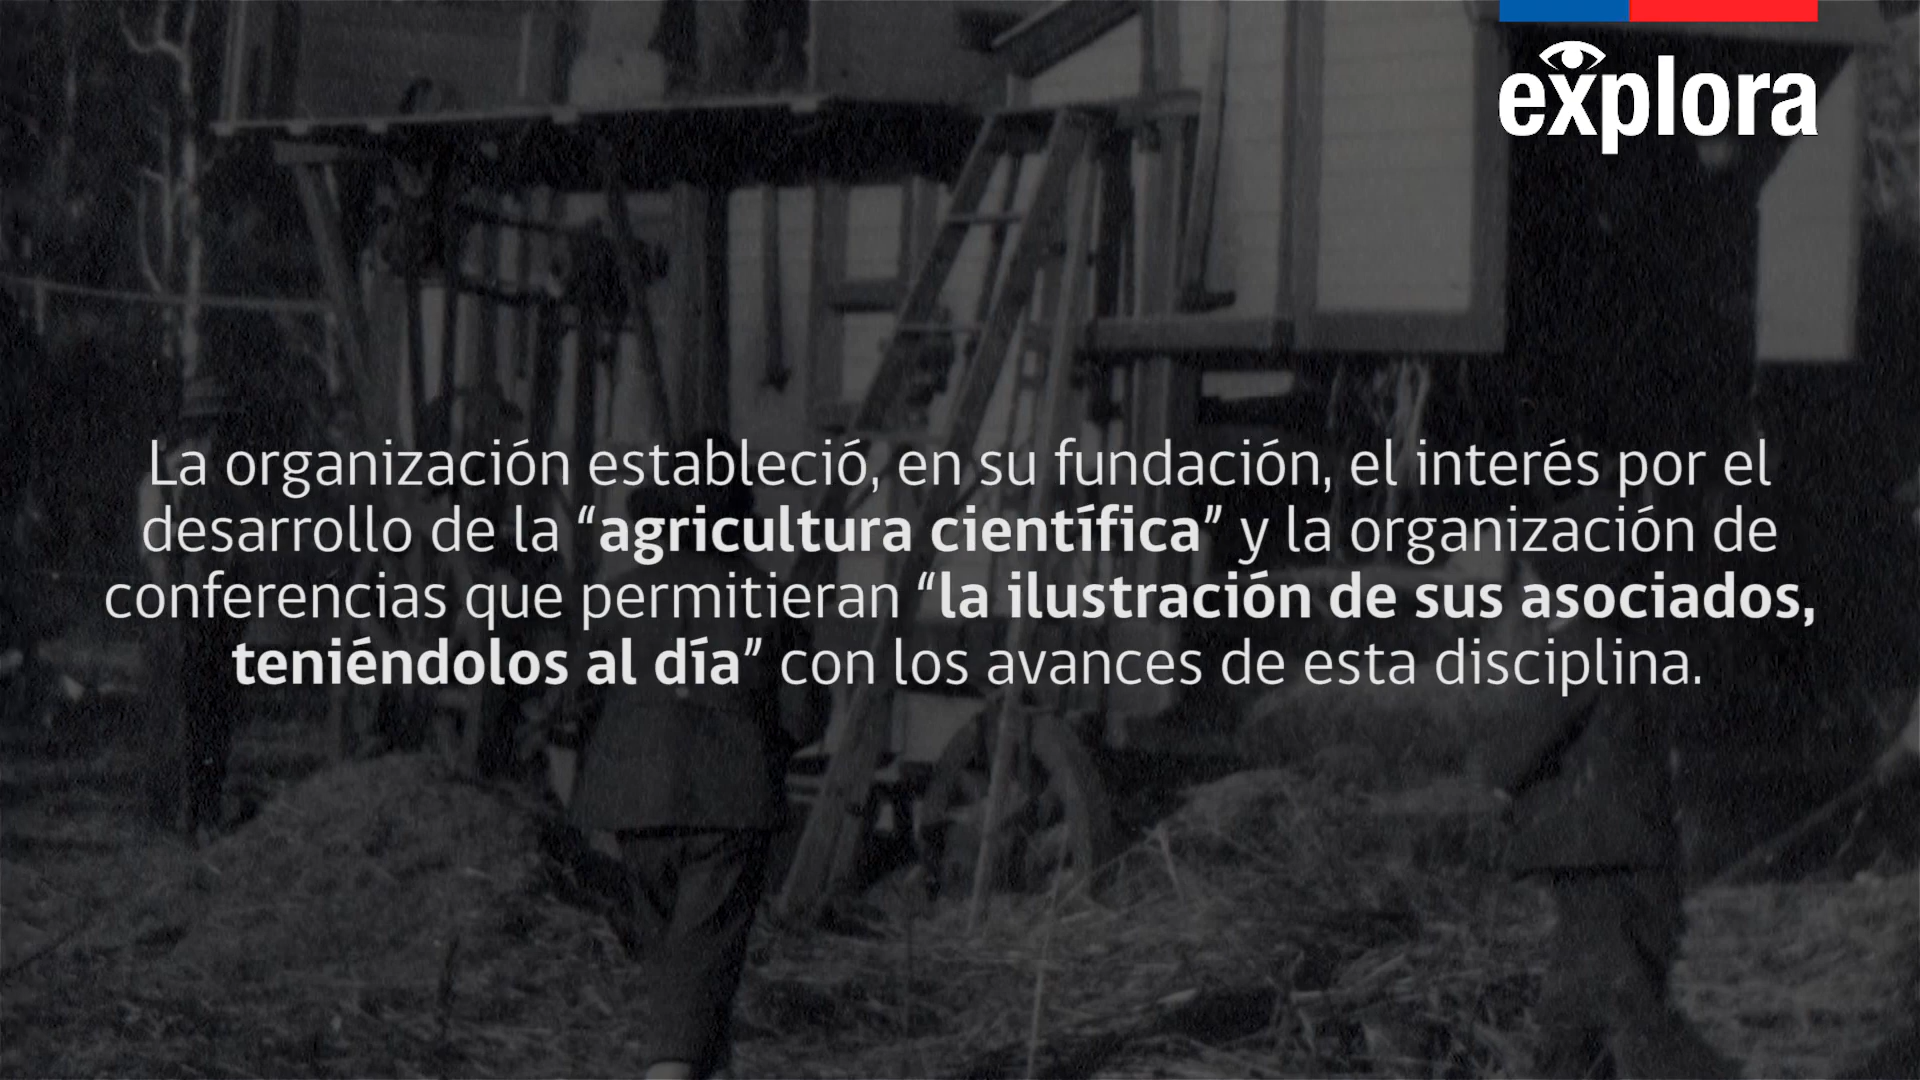 explora
La organización estableció, en su fundación, el interés por el
desarrollo de la “agricultura científica” y la organización de
conferencias que permitieran “la ilustración de sus asociados,
teniéndolos al día” con los avances de esta disciplina.